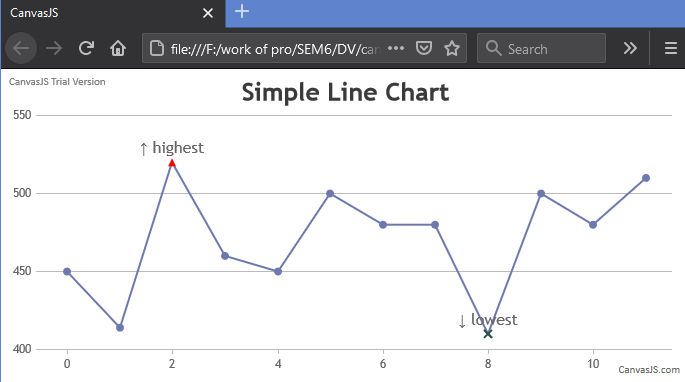 CanvasJS
file:///F:/work of pro/SEM6/DV/can
Search
CanvasJS Trial Version
Simple Line Chart
550
↑ highest
500
450
↓ lowest
400
0 2 4 6 8 10
CanvasJS.com